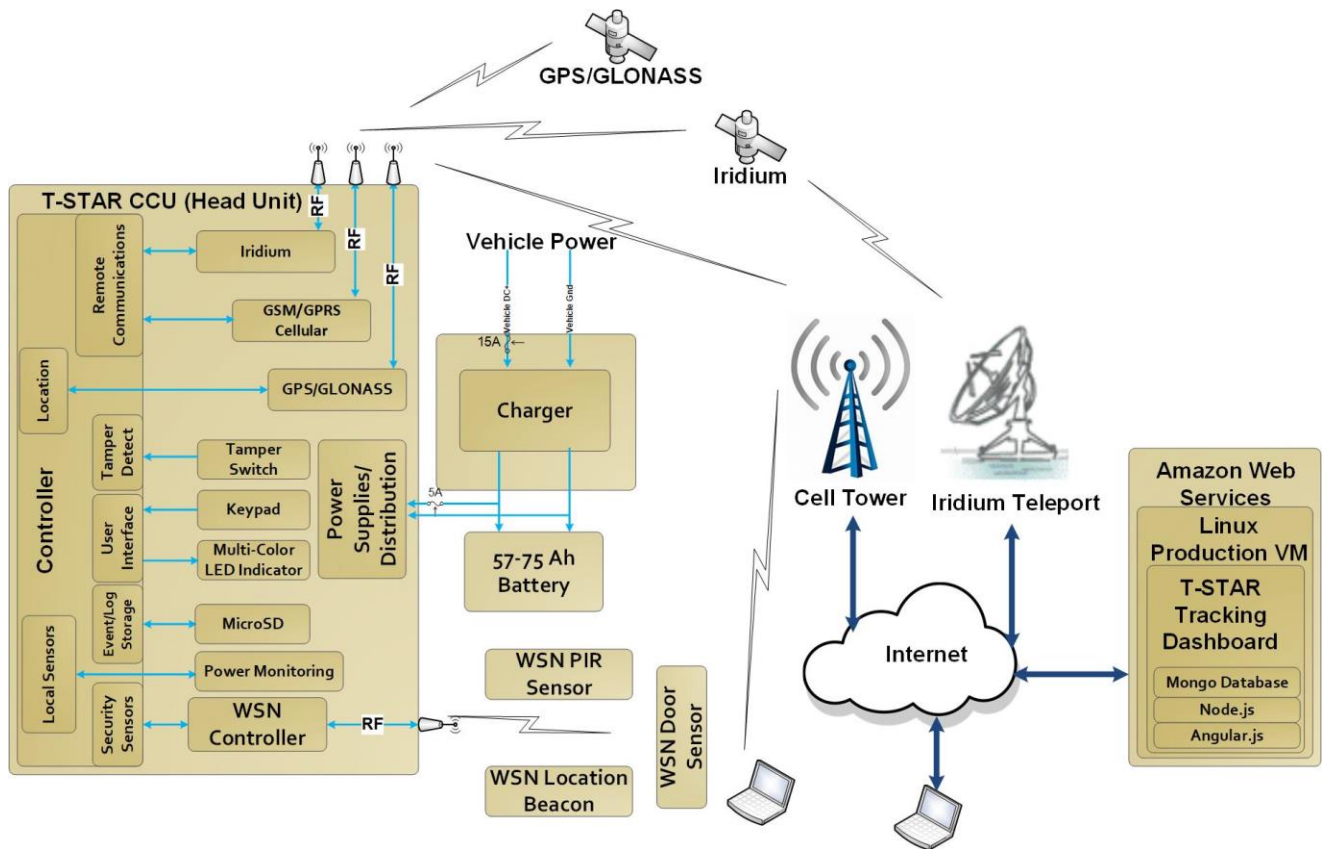 GPS/GLONASS
Iridium
T-STAR CCU (Head Unit)
RF
RF
RF
Remote
Communications
Iridium
GSM/GPRS
Cellular
Location
GPS/GLONASS
Controller
Tamper
Detect
Tamper
Switch
User
Interface
Keypad
Multi-Color
LED Indicator
Event/Log
Storage
MicroSD
Local Sensors
Power Monitoring
Security
Sensors
WSN
Controller
RF
Power
Supplies/
Distribution
Vehicle Power
Vehicle DC+
Vehicle Gnd
15A
Charger
5A
57-75 Ah
Battery
WSN PIR
Sensor
WSN Door
Sensor
WSN Location
Beacon
Cell Tower
Iridium Teleport
Internet
Amazon Web
Services
Linux
Production VM
T-STAR
Tracking
Dashboard
Mongo Database
Node.js
Angular.js